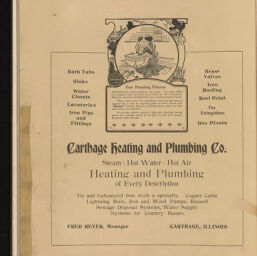 Your Plumbing Fixtures
Bath Tubs
Sinks
Water
Closets
Lavatories
Iron Pipe
and
Fittings
Brass
Valves
Iron
Roofing
Roof Paint
Fire
Extinguisher
Gas Plants
Carthage Heating and Plumbing Co.
Steam - Hot Water - Hot Air
Heating and Plumbing
of Every Description
Tin and Galvanized Iron work a specialty. Copper Cable
Lightning Rods, Iron and Wood Pumps, Russell
Sewage Disposal Systems, Water Supply
Systems for Country Homes.
FRED REYER, Manager
CARTHAGE, ILLINOIS